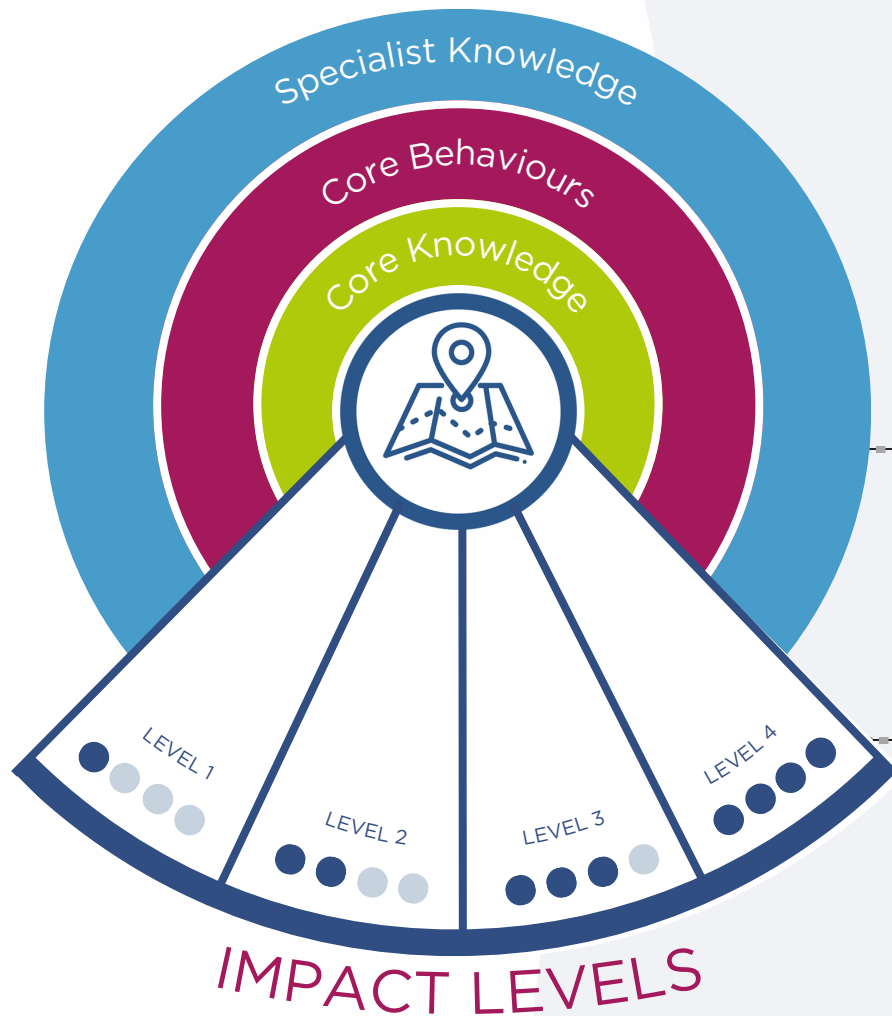 Specialist Knowledge
Core Behaviours
Core Knowledge
LEVEL 1
LEVEL 2
LEVEL 3
LEVEL 4
IMPACT LEVELS